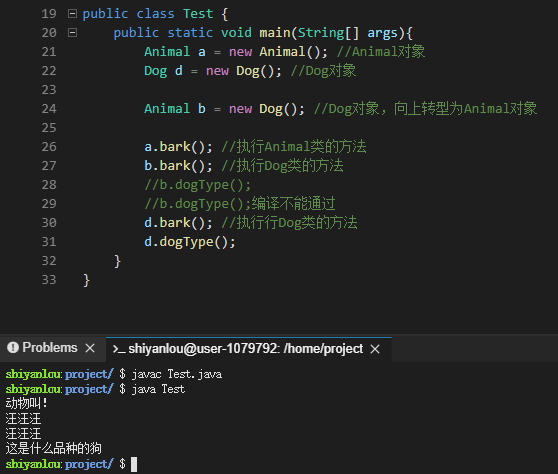 19 public class Test {
20 public static void main(String[] args){
21 Animal a = new Animal(); //Animal对象
22 Dog d = new Dog(); //Dog对象
23
24 Animal b = new Dog(); //Dog对象，向上转型为Animal对象
25
26 a.bark(); //执行Animal类的方法
27 b.bark(); //执行Dog类的方法
28 //b.dogType();
29 //b.dogType();编译不能通过
30 d.bark(); //执行行Dog类的方法
31 d.dogType();
32 }
33 }
Problems shiyanlou@user-1079792: /home/project
shiyanlou:project/ $ javac Test.java
shiyanlou:project/ $ java Test
动物叫！
汪汪汪
汪汪汪
这是什么品种的狗
shiyanlou:project/ $